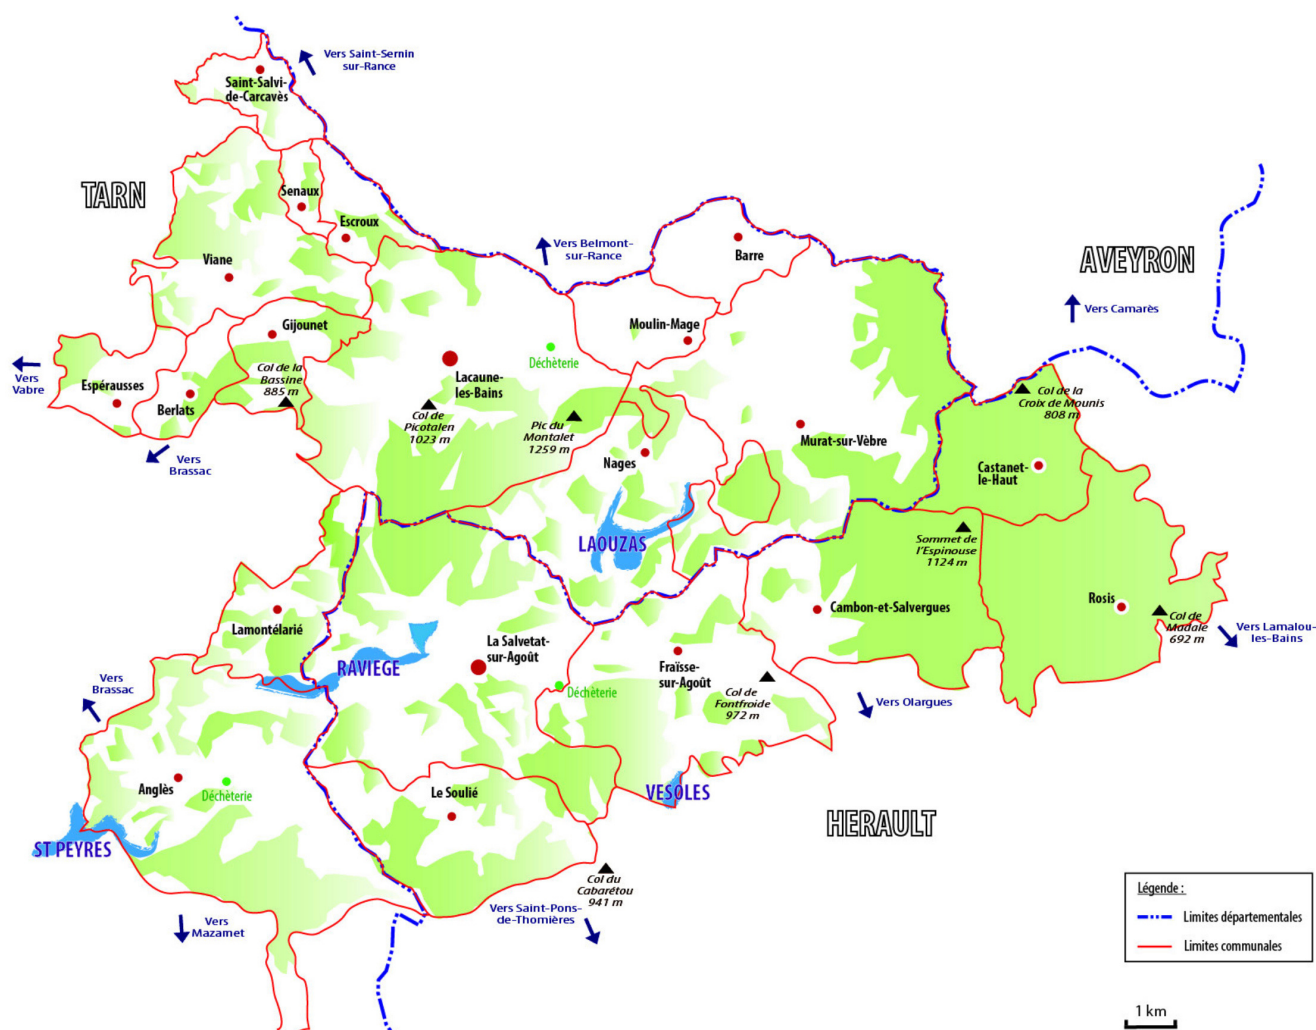 Vers Saint-Sernin
sur-Rance
Saint-Salvi-
de-Carcavès
TARN
Senaux
Escroux
Viane
Vers Belmont-
sur-Rance
Barre
AVEYRON
Vers Camarès
Gijounet
Moulin-Mage
Déchèterie
Vers
Vabre
Espérausses
Berlats
Col de la
Bassine
885 m
Lacaune-
les-Bains
Col de
Picotalen
1023 m
Pic du
Montalet
1259 m
Col de la
Croix de Mounis
808 m
Vers
Brassac
Nages
Murat-sur-Vèbre
Castanet-
le-Haut
LAOUZAS
Sommet de
l'Espinouse
1124 m
Lamontélarié
La Salvetat-
sur-Agoût
Cambon-et-Salvergues
Rosis
Col de
Madale
692 m
Vers Lamalou-
les-Bains
RAVIEGE
Fraïsse-
sur-Agoût
Vers
Brassac
Déchèterie
Col de
Fontfroide
972 m
Vers Olargues
Anglès
Déchèterie
Le Soulié
VESOLES
HERAULT
ST PEYRES
Col du
Cabarétou
941 m
Vers
Mazamet
Vers Saint-Pons-
de-Thomières
Légende :
Limites départementales
Limites communales
1 km